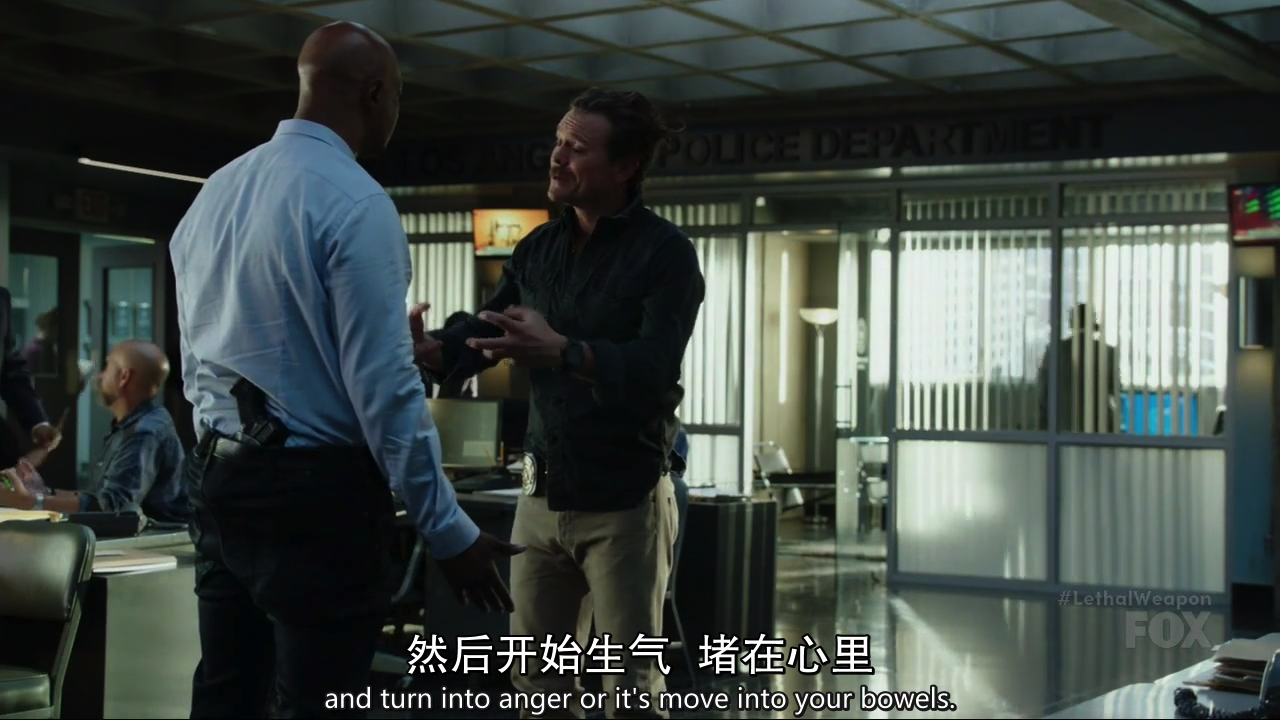 LOS ANG POLICE DEPARTMENT
#LethalWeapon
FOX
然后开始生气 堵在心里
and turn into anger or it's move into your bowels.